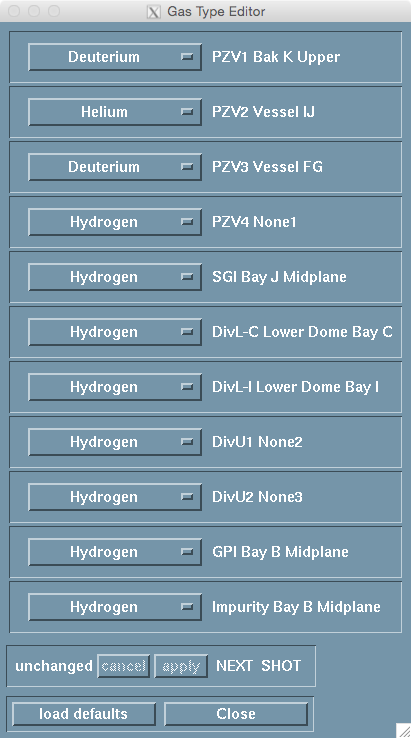 Gas Type Editor
Deuterium PZV1 Bak K Upper
Helium PZV2 Vessel IJ
Deuterium PZV3 Vessel FG
Hydrogen PZV4 None1
Hydrogen SGI Bay J Midplane
Hydrogen DivL-C Lower Dome Bay C
Hydrogen DivL-I Lower Dome Bay I
Hydrogen DivU1 None2
Hydrogen DivU2 None3
Hydrogen GPI Bay B Midplane
Hydrogen Impurity Bay B Midplane
unchanged cancel apply NEXT SHOT
load defaults Close